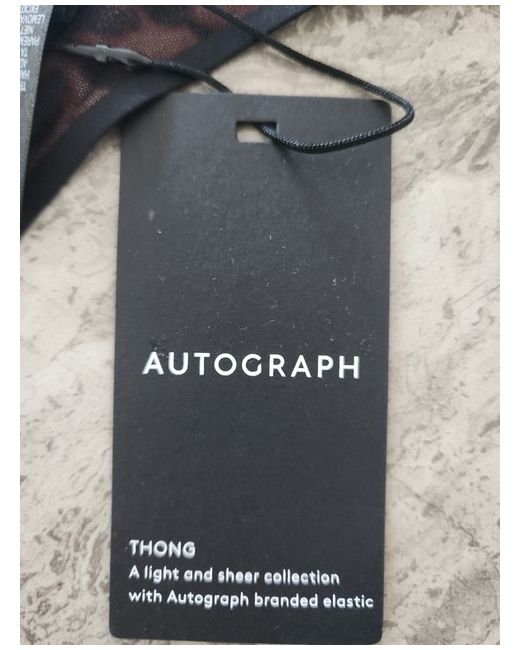 AUTOGRAPH
THONG
A light and sheer collection
with Autograph branded elastic